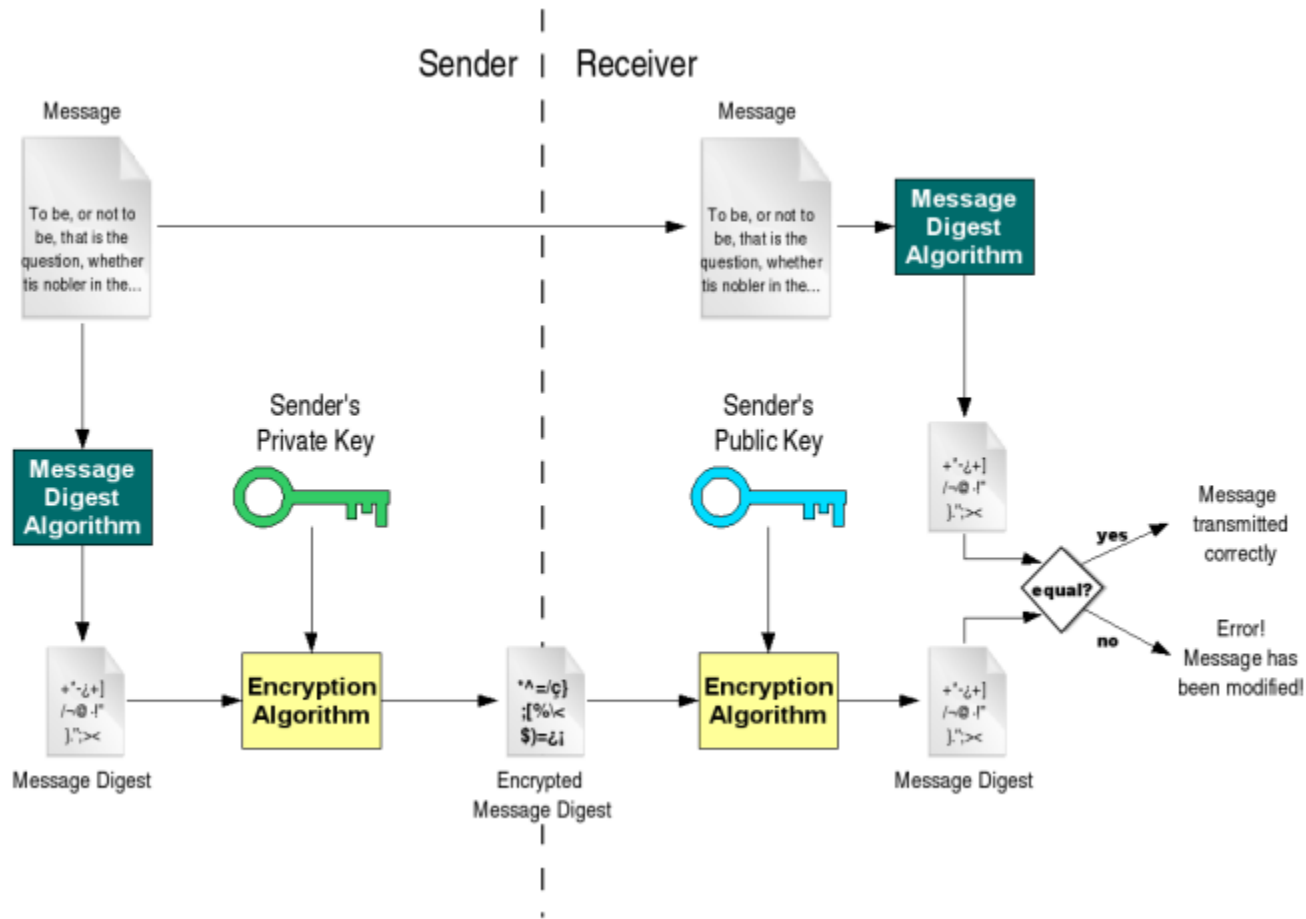 Sender
Receiver
Message
To be, or not to
be, that is the
question, whether
tis nobler in the...
Message
To be, or not to
be, that is the
question, whether
tis nobler in the...
Message
Digest
Algorithm
Sender's
Private Key
Sender's
Public Key
Message
Digest
Algorithm
+*-¿+]
/¬@·!"
}.";><
Message
transmitted
correctly
yes
equal?
no
Error!
Message has
been modified!
+*-¿+]
/¬@·!"
}.";><
Message Digest
Encryption
Algorithm
*^=/ç}
;[%\<
$)=¿¡
Encrypted
Message Digest
Encryption
Algorithm
+*-¿+]
/¬@·!"
}.";><
Message Digest